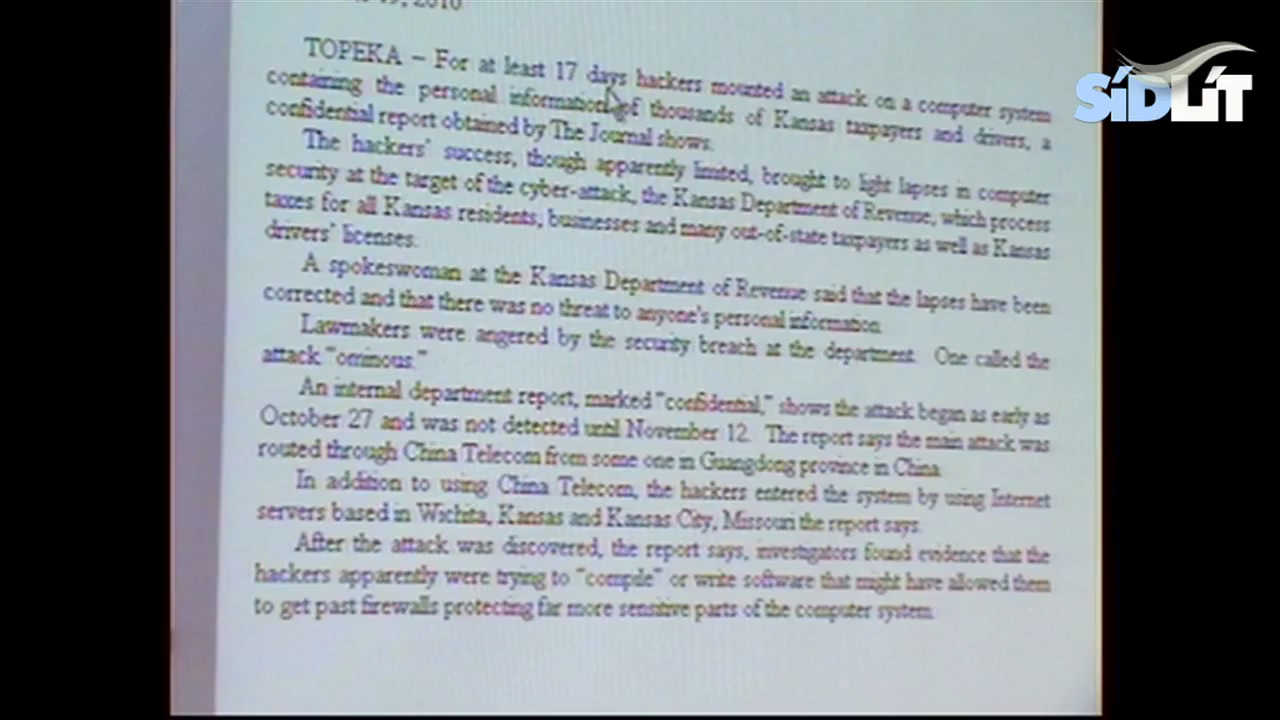 2010
SIDLIT
TOPEKA – For at least 17 days hackers mounted an attack on a computer system
containing the personal information of thousands of Kansas taxpayers and drivers, a
confidential report obtained by The Journal shows.
The hackers' success, though apparently limited, brought to light lapses in computer
security at the target of the cyber-attack, the Kansas Department of Revenue, which process
taxes for all Kansas residents, businesses and many out-of-state taxpayers as well as Kansas
drivers' licenses.
A spokeswoman at the Kansas Department of Revenue said that the lapses have been
corrected and that there was no threat to anyone's personal information.
Lawmakers were angered by the security breach at the department. One called the
attack "ominous."
An internal department report, marked "confidential," shows the attack began as early as
October 27 and was not detected until November 12. The report says the main attack was
routed through China Telecom from some one in Guangdong province in China.
In addition to using China Telecom, the hackers entered the system by using Internet
servers based in Wichita, Kansas and Kansas City, Missouri the report says.
After the attack was discovered, the report says, investigators found evidence that the
hackers apparently were trying to "compile" or write software that might have allowed them
to get past firewalls protecting far more sensitive parts of the computer system.